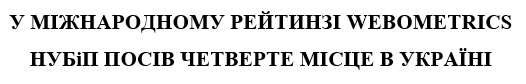 У МІЖНАРОДНОМУ РЕЙТИНЗІ WEBOMETRICS
НУБіП ПОСІВ ЧЕТВЕРТЕ МІСЦЕ В УКРАЇНІ